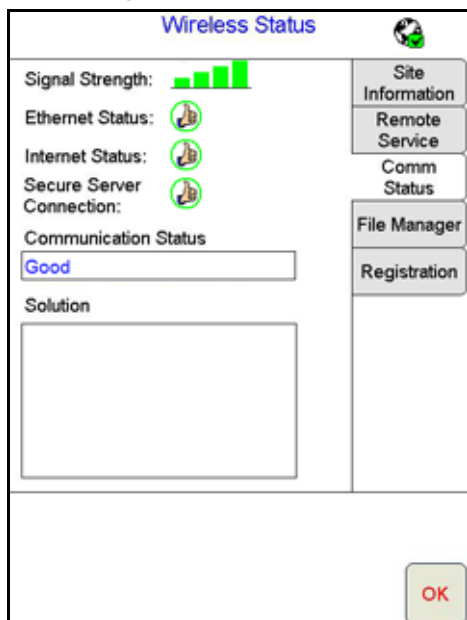 Wireless Status
Signal Strength:
Ethernet Status:
Internet Status:
Secure Server
Connection:
Communication Status
Good
Solution
Site
Information
Remote
Service
Comm
Status
File Manager
Registration
OK